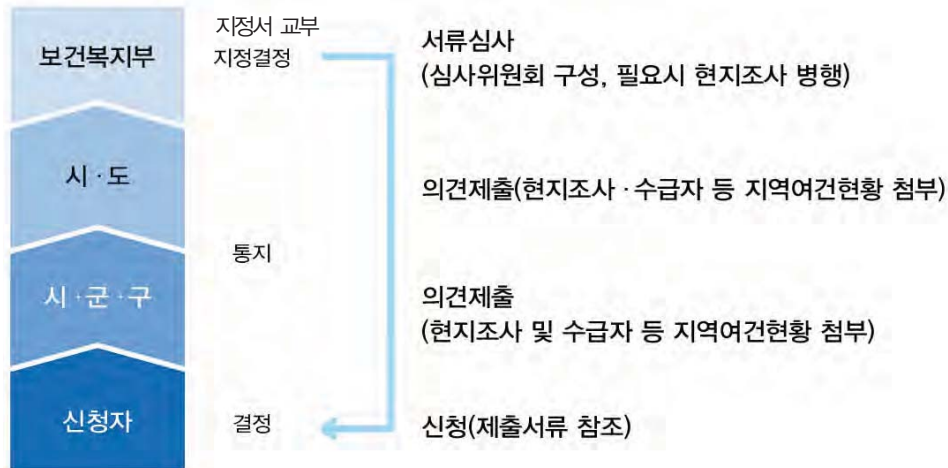 보건복지부
지정서 교부
지정결정
서류심사
(심사위원회 구성, 필요시 현지조사 병행)
시·도
의견제출(현지조사·수급자 등 지역여건현황 첨부)
통지
시·군·구
의견제출
(현지조사 및 수급자 등 지역여건현황 첨부)
신청자
결정
신청(제출서류 참조)